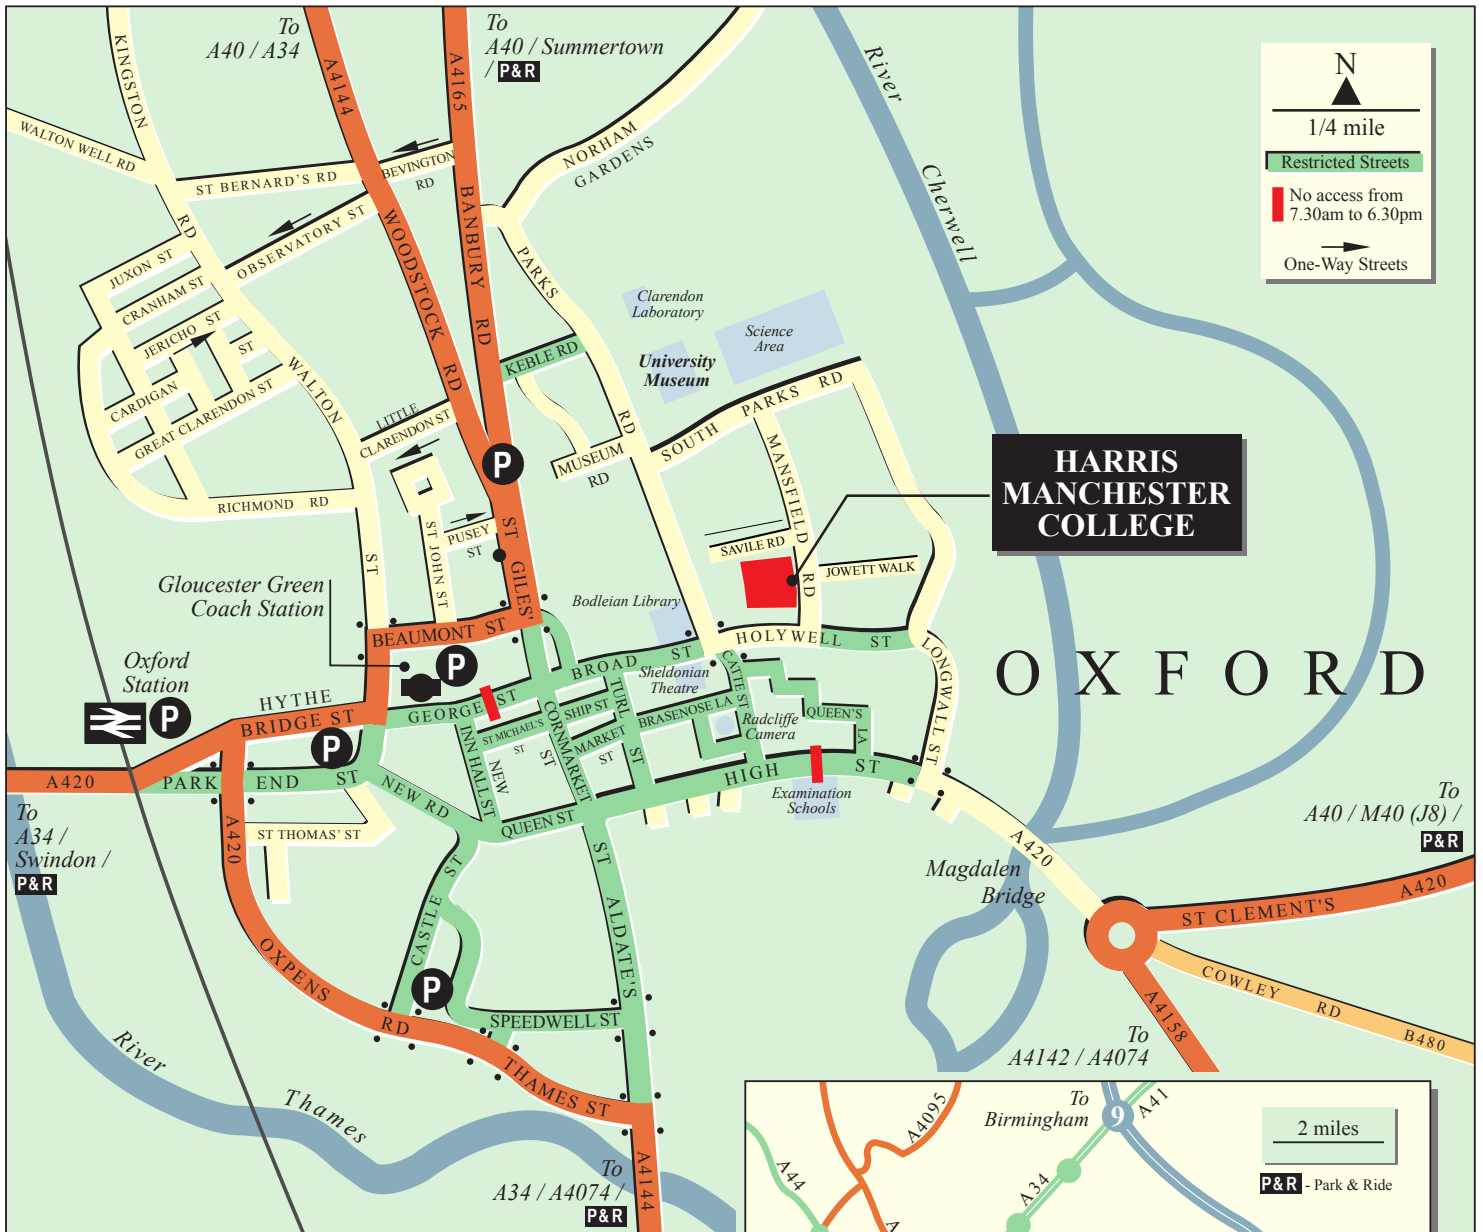 To
A40 / A34
To
A40 / Summertown
/ P&R
KINGSTON
RD
WALTON WELL RD
A4144
A4165
ST BERNARD'S RD
BEVINGTON
RD
OBSERVATORY ST
WOODSTOCK RD
BANBURY RD
NORHAM
GARDENS
PARKS
RD
River
Cherwell
N
1/4 mile
Restricted Streets
No access from
7.30am to 6.30pm
One-Way Streets
JUXON ST
CRANHAM ST
JERICHO ST
CARDIGAN ST
GREAT CLARENDON ST
WALTON
ST
LITTLE
CLARENDON ST
RICHMOND RD
KEBLE RD
MUSEUM
RD
Clarendon
Laboratory
Science
Area
University
Museum
SOUTH PARKS RD
MANSFIELD
RD
HARRIS
MANCHESTER
COLLEGE
P
PUSEY
ST
ST JOHN ST
ST GILES'
SAVILE RD
JOWETT WALK
Gloucester Green
Coach Station
Bodleian Library
BEAUMONT ST
HOLYWELL ST
LONGWALL ST
OXFORD
Oxford
Station
P
P
HYTHE
BRIDGE ST
P
GEORGE ST
BROAD ST
Sheldonian
Theatre
CATTE ST
SHIP ST
TURL
ST
ST MICHAEL'S
ST
CORNMARKET
ST
MARKET
ST
BRASENOSE LA
Radcliffe
Camera
QUEEN'S
LA
NEW
INN HALL ST
A420
PARK END ST
NEW RD
QUEEN ST
HIGH ST
Examination
Schools
To
A34 /
Swindon /
P&R
A420
ST THOMAS' ST
CASTLE ST
ST ALDATE'S
A420
Magdalen
Bridge
To
A40 / M40 (J8) /
P&R
ST CLEMENT'S
A420
COWLEY RD
B480
A4158
To
A4142 / A4074
OXPENS
RD
P
SPEEDWELL ST
THAMES ST
River
Thames
To
A34 / A4074 /
P&R
A4144
To
Birmingham
9
A41
A4095
A44
A34
A
2 miles
P&R - Park & Ride